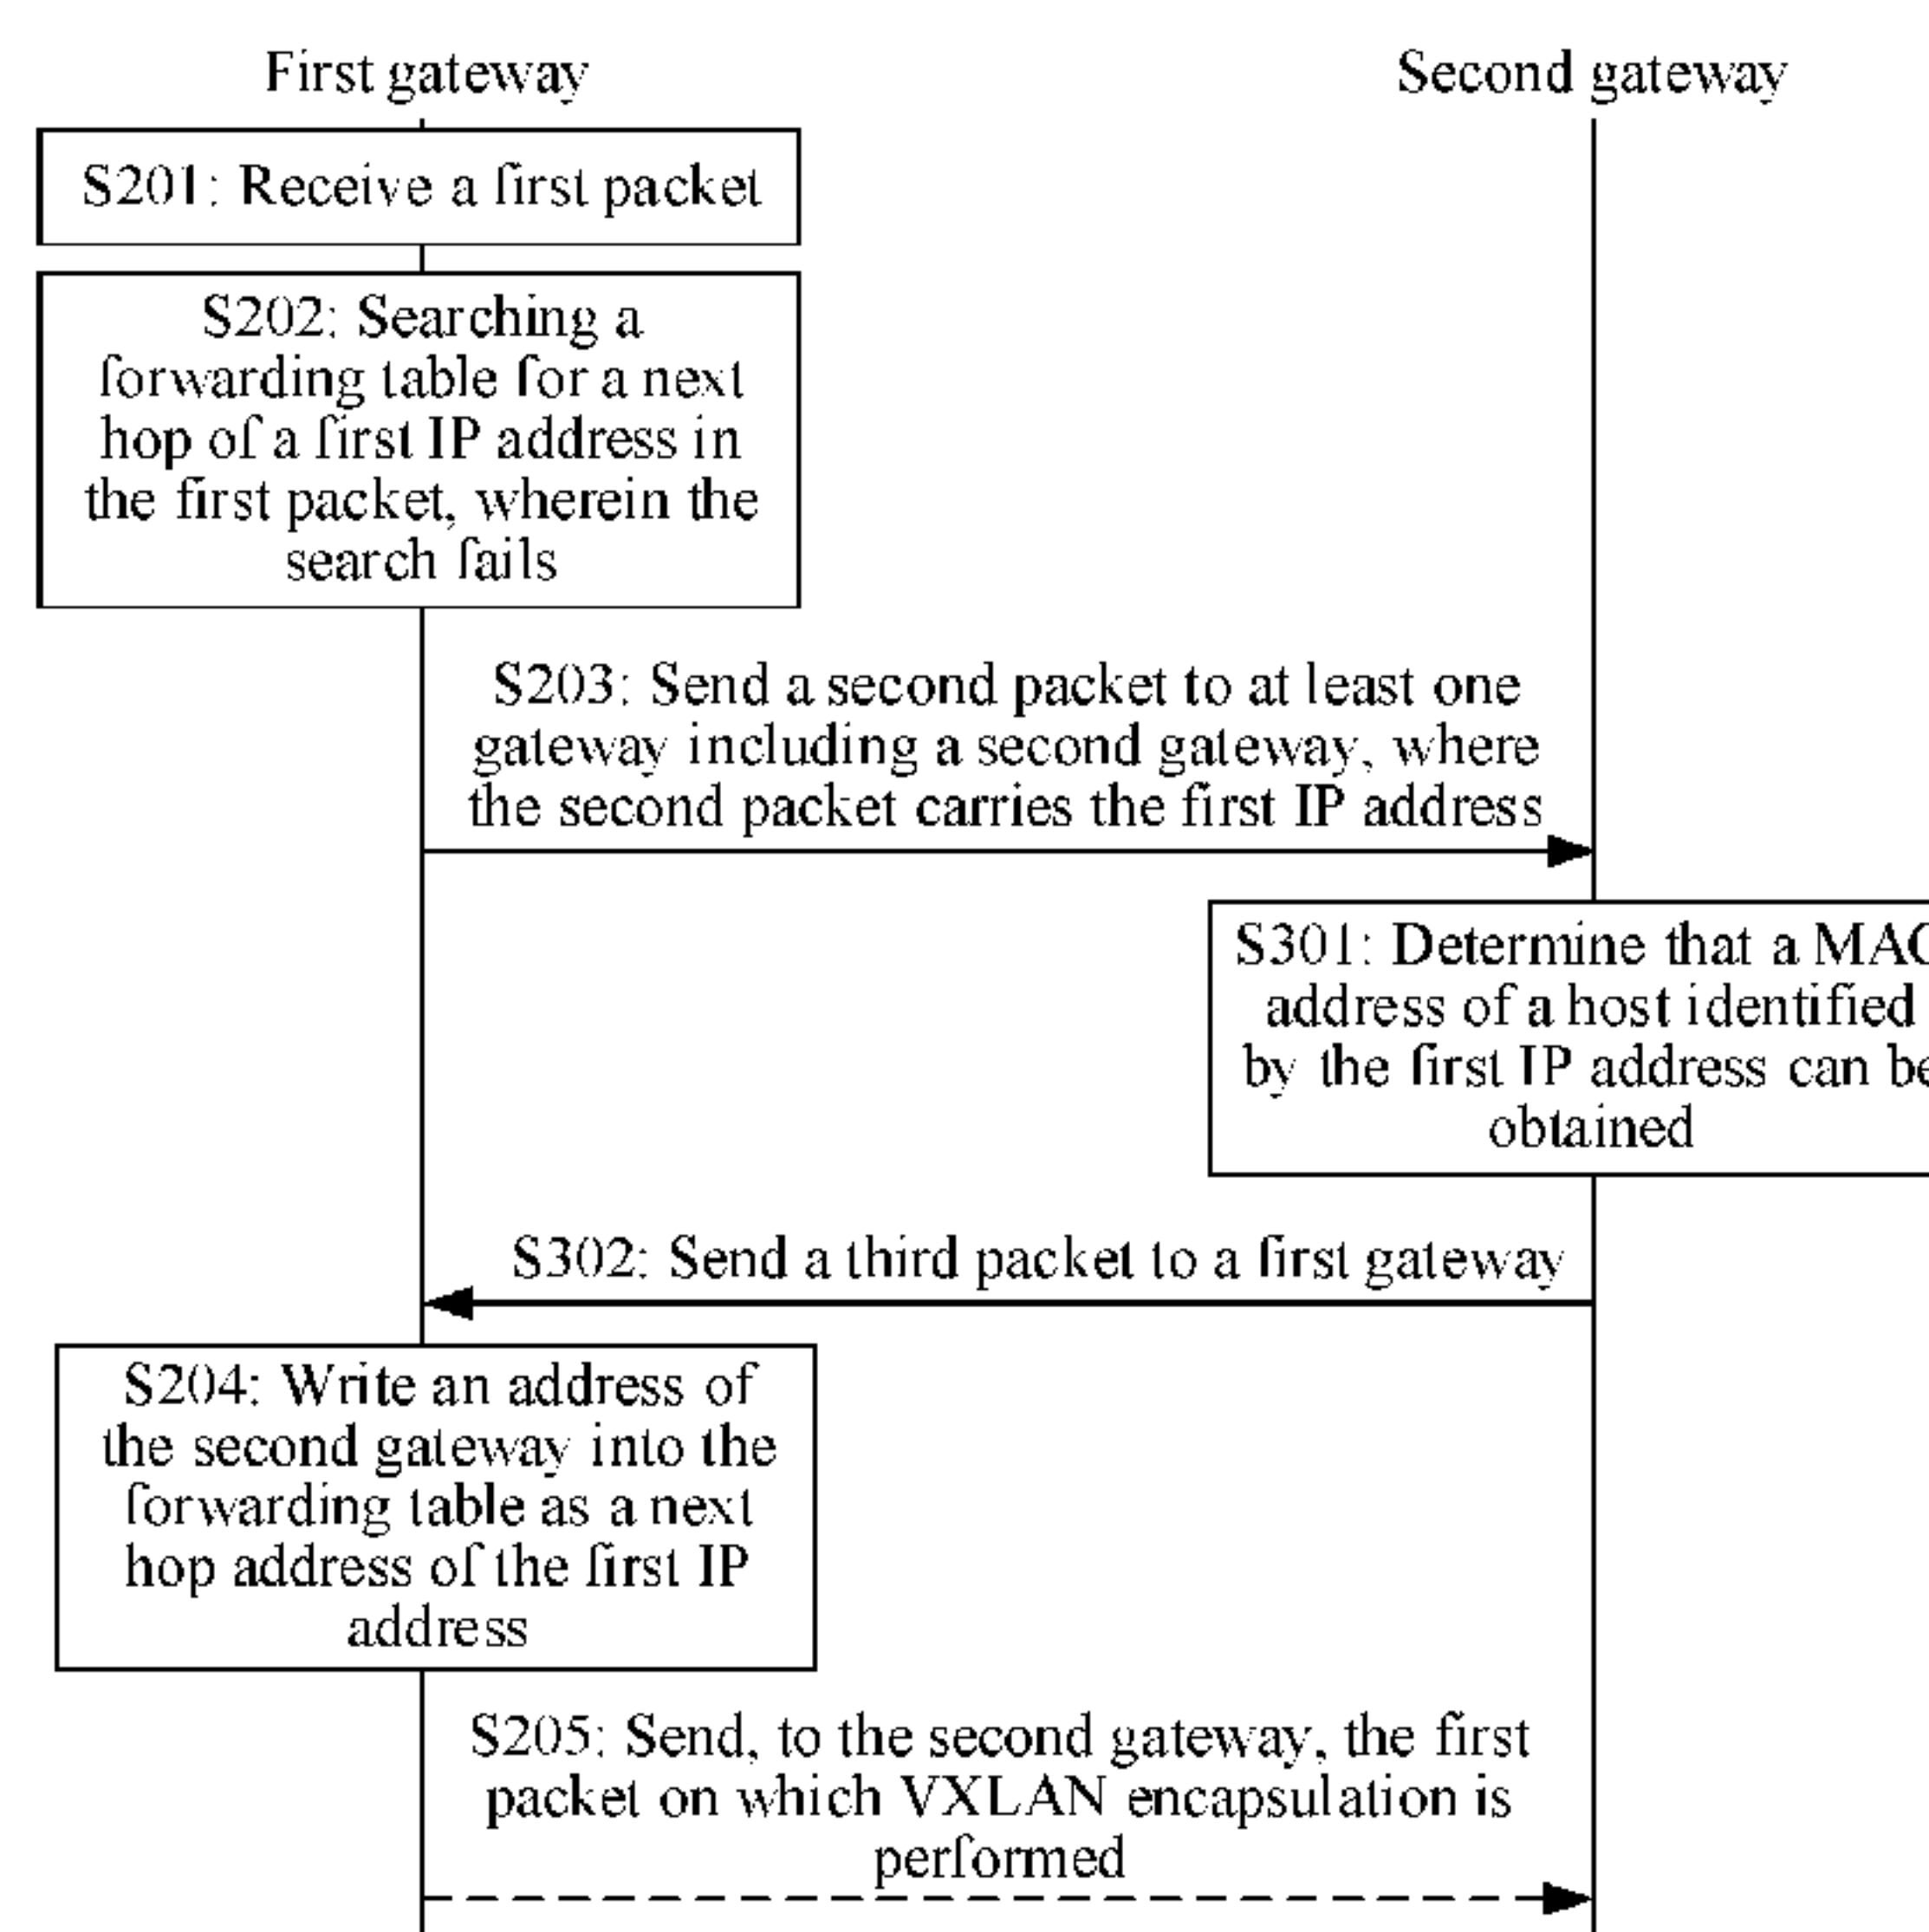 First gateway
Second gateway
S201: Receive a first packet
S202: Searching a
forwarding table for a next
hop of a first IP address in
the first packet, wherein the
search fails
S203: Send a second packet to at least one
gateway including a second gateway, where
the second packet carries the first IP address
S301: Determine that a MAC
address of a host identified
by the first IP address can be
obtained
S302: Send a third packet to a first gateway
S204: Write an address of
the second gateway into the
forwarding table as a next
hop address of the first IP
address
S205: Send, to the second gateway, the first
packet on which VXLAN encapsulation is
performed